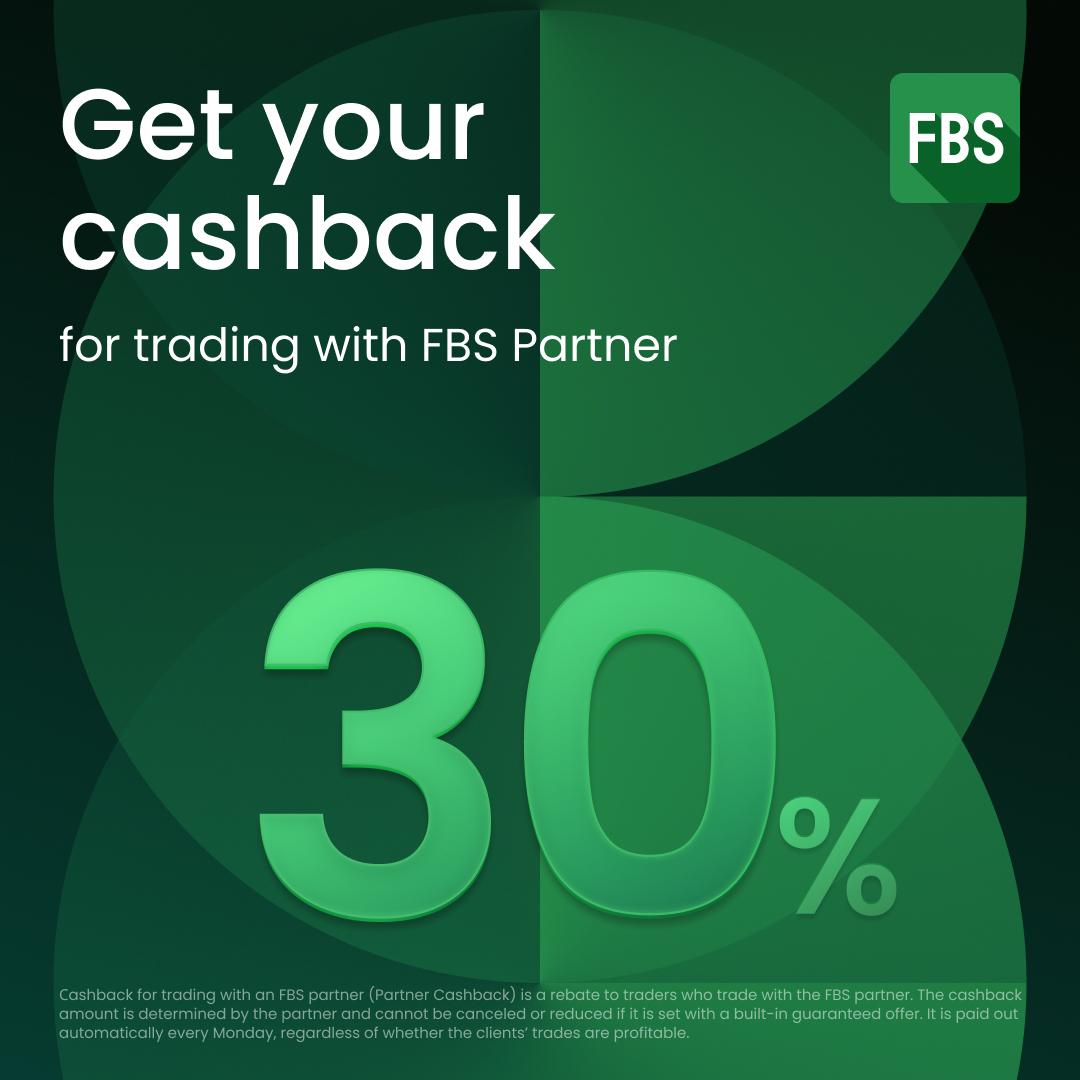 Get your
FBS
cashback
for trading with FBS Partner
30%
Cashback for trading with an FBS partner (Partner Cashback) is a rebate to traders who trade with the FBS partner. The cashback
amount is determined by the partner and cannot be canceled or reduced if it is set with a built-in guaranteed offer. It is paid out
automatically every Monday, regardless of whether the clients’ trades are profitable.